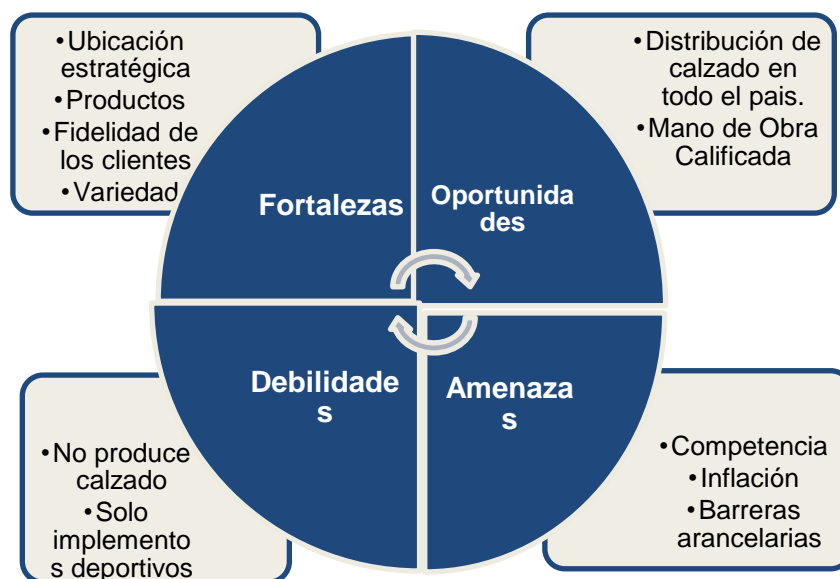 •Ubicación
estratégica
•Productos
•Fidelidad de
los clientes
•Variedad
•Distribución de
calzado en
todo el pais.
•Mano de Obra
Calificada
Fortalezas
Oportunida
des
Debilidade
s
Amenaza
s
•No produce
calzado
•Solo
implemento
s deportivos
•Competencia
•Inflación
•Barreras
arancelarias